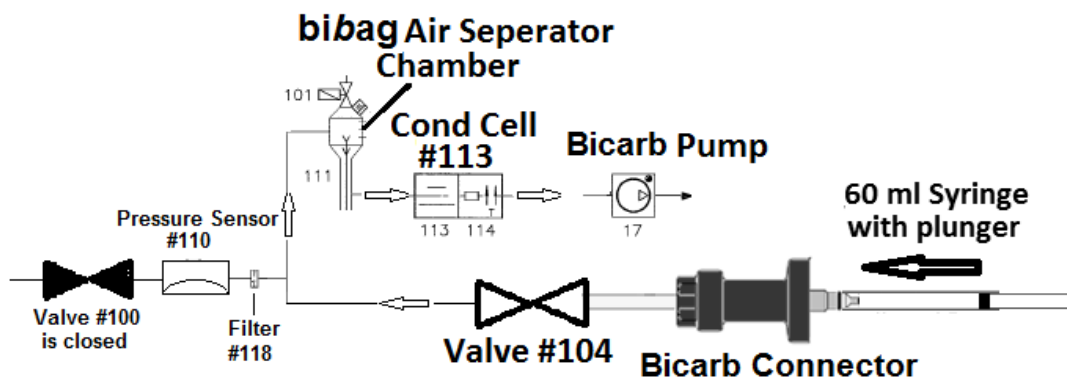 bibag Air Seperator
Chamber
101
Cond Cell
#113
Bicarb Pump
111
113
114
17
60 ml Syringe
with plunger
Pressure Sensor
#110
Valve #100
is closed
Filter
#118
Valve #104
Bicarb Connector